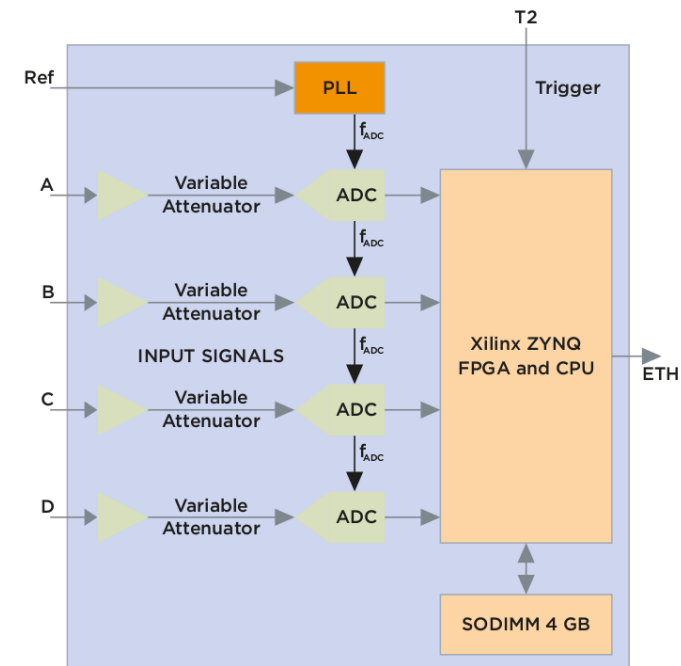 T2
Ref
PLL
Trigger
fADC
A
Variable
Attenuator
ADC
fADC
B
Variable
Attenuator
ADC
INPUT SIGNALS
fADC
Xilinx ZYNQ
FPGA and CPU
ETH
C
Variable
Attenuator
ADC
fADC
D
Variable
Attenuator
ADC
SODIMM 4 GB